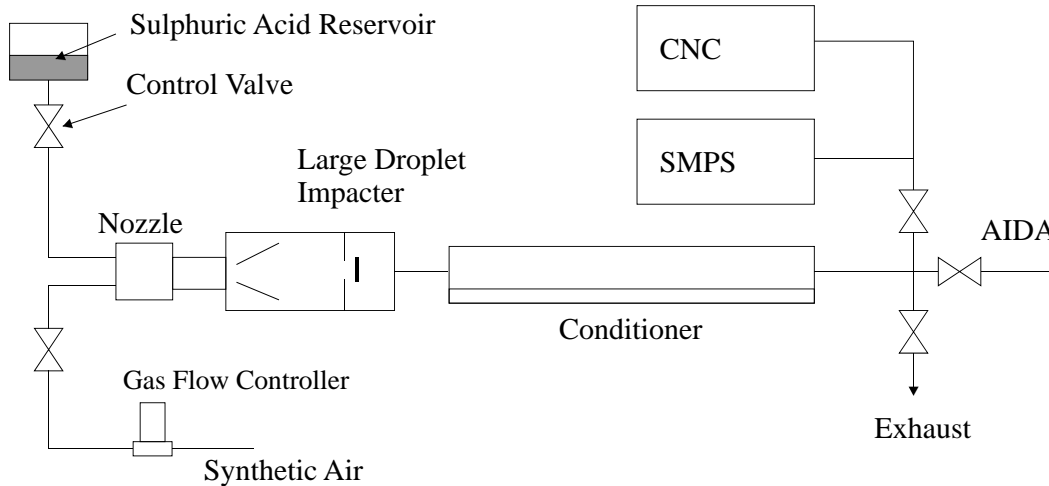 Sulphuric Acid Reservoir
Control Valve
CNC
SMPS
Large Droplet
Impacter
Nozzle
AIDA
Conditioner
Gas Flow Controller
Exhaust
Synthetic Air